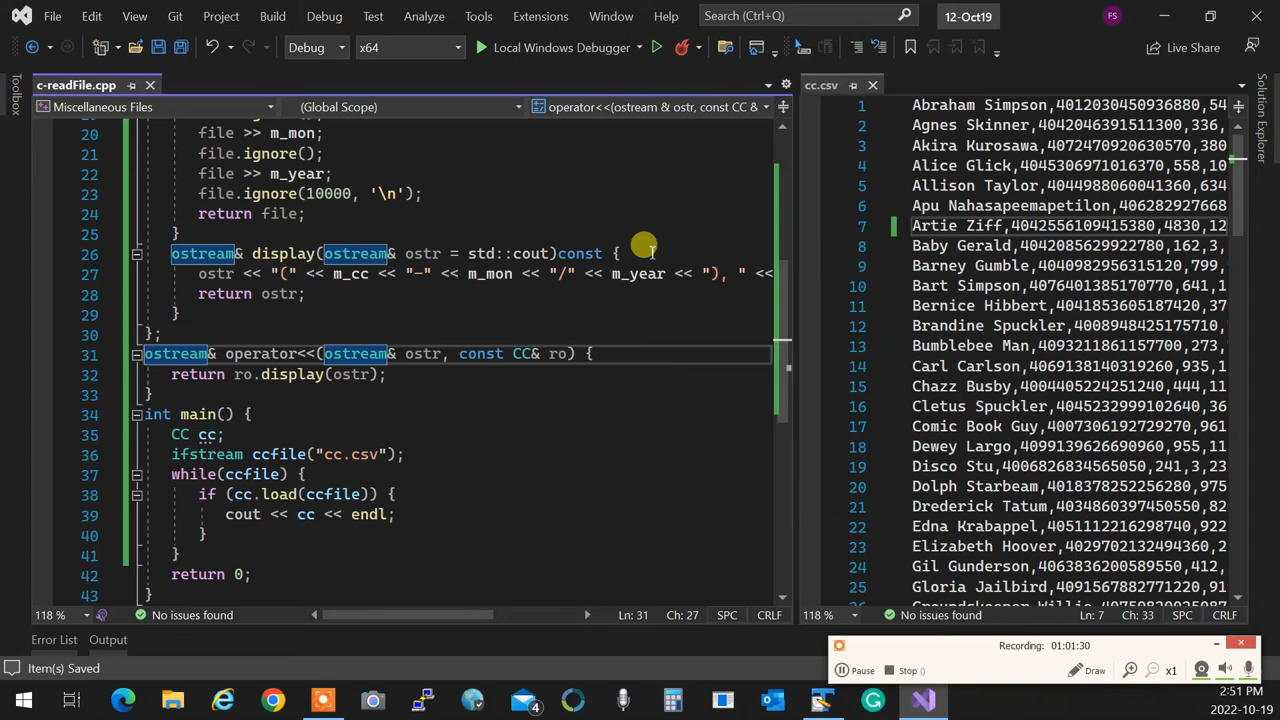 File Edit View Git Project Build Debug Test Analyze Tools Extensions Window Help Search (Ctrl+Q) 12-Oct19 FS
Debug x64 Local Windows Debugger Live Share
c-readFile.cpp
cc.csv
Miscellaneous Files (Global Scope) operator<<(ostream & ostr, const CC &
Toolbox
Solution Explorer
20 file >> m_mon;
21 file.ignore();
22 file >> m_year;
23 file.ignore(10000, '\n');
24 return file;
25 }
26 ostream& display(ostream& ostr = std::cout)const {
27 ostr << "(" << m_cc << "-" << m_mon << "/" << m_year << "), " <<
28 return ostr;
29 }
30 };
31 ostream& operator<<(ostream& ostr, const CC& ro) {
32 return ro.display(ostr);
33 }
34 int main() {
35 CC cc;
36 ifstream ccfile("cc.csv");
37 while(ccfile) {
38 if (cc.load(ccfile)) {
39 cout << cc << endl;
40 }
41 }
42 return 0;
43 }
1 Abraham Simpson,4012030450936880,54
2 Agnes Skinner,4042046391511300,336,
3 Akira Kurosawa,4072470920630570,380
4 Alice Glick,40453069710163​70,558,10
5 Allison Taylor,4044988060041360,634
6 Apu Nahasapeemapetilon,406282927668
7 Artie Ziff,4042556109415380,4830,12
8 Baby Gerald,4042085629922780,162,3,
9 Barney Gumble,4098265936320120,799,
10 Bart Simpson,4076401385170770,641,1
11 Bernice Hibbert,4041853605187420,37
12 Brandine Spuckler,40089484251​75110,
13 Bumblebee Man,4093211861157700,273,
14 Carl Carlson,4069138140319260,935,1
15 Chazz Busby,4004405224251240,444,11
16 Cletus Spuckler,4045232999102640,36
17 Comic Book Guy,4007306192729270,961
18 Dewey Largo,4099139626690960,955,11
19 Disco Stu,4006826834565050,241,3,23
20 Dolph Starbeam,4018378252252220,966
21 Drederick Tatum,4034860397450550,82
22 Edna Krabappel,4051112216298740,922
23 Elizabeth Hoover,4029702132494360,2
24 Gil Gunderson,4063836200591550,412,
25 Gloria Jailbird,4091567882771220,91
118 % No issues found Ln: 31 Ch: 27 SPC CRLF
118 % No issues found Ln: 7 Ch: 33 SPC CRLF
Error List Output
Recording: 01:01:30
Pause Stop () Draw x1
Item(s) Saved
4
2:51 PM
2022-10-19